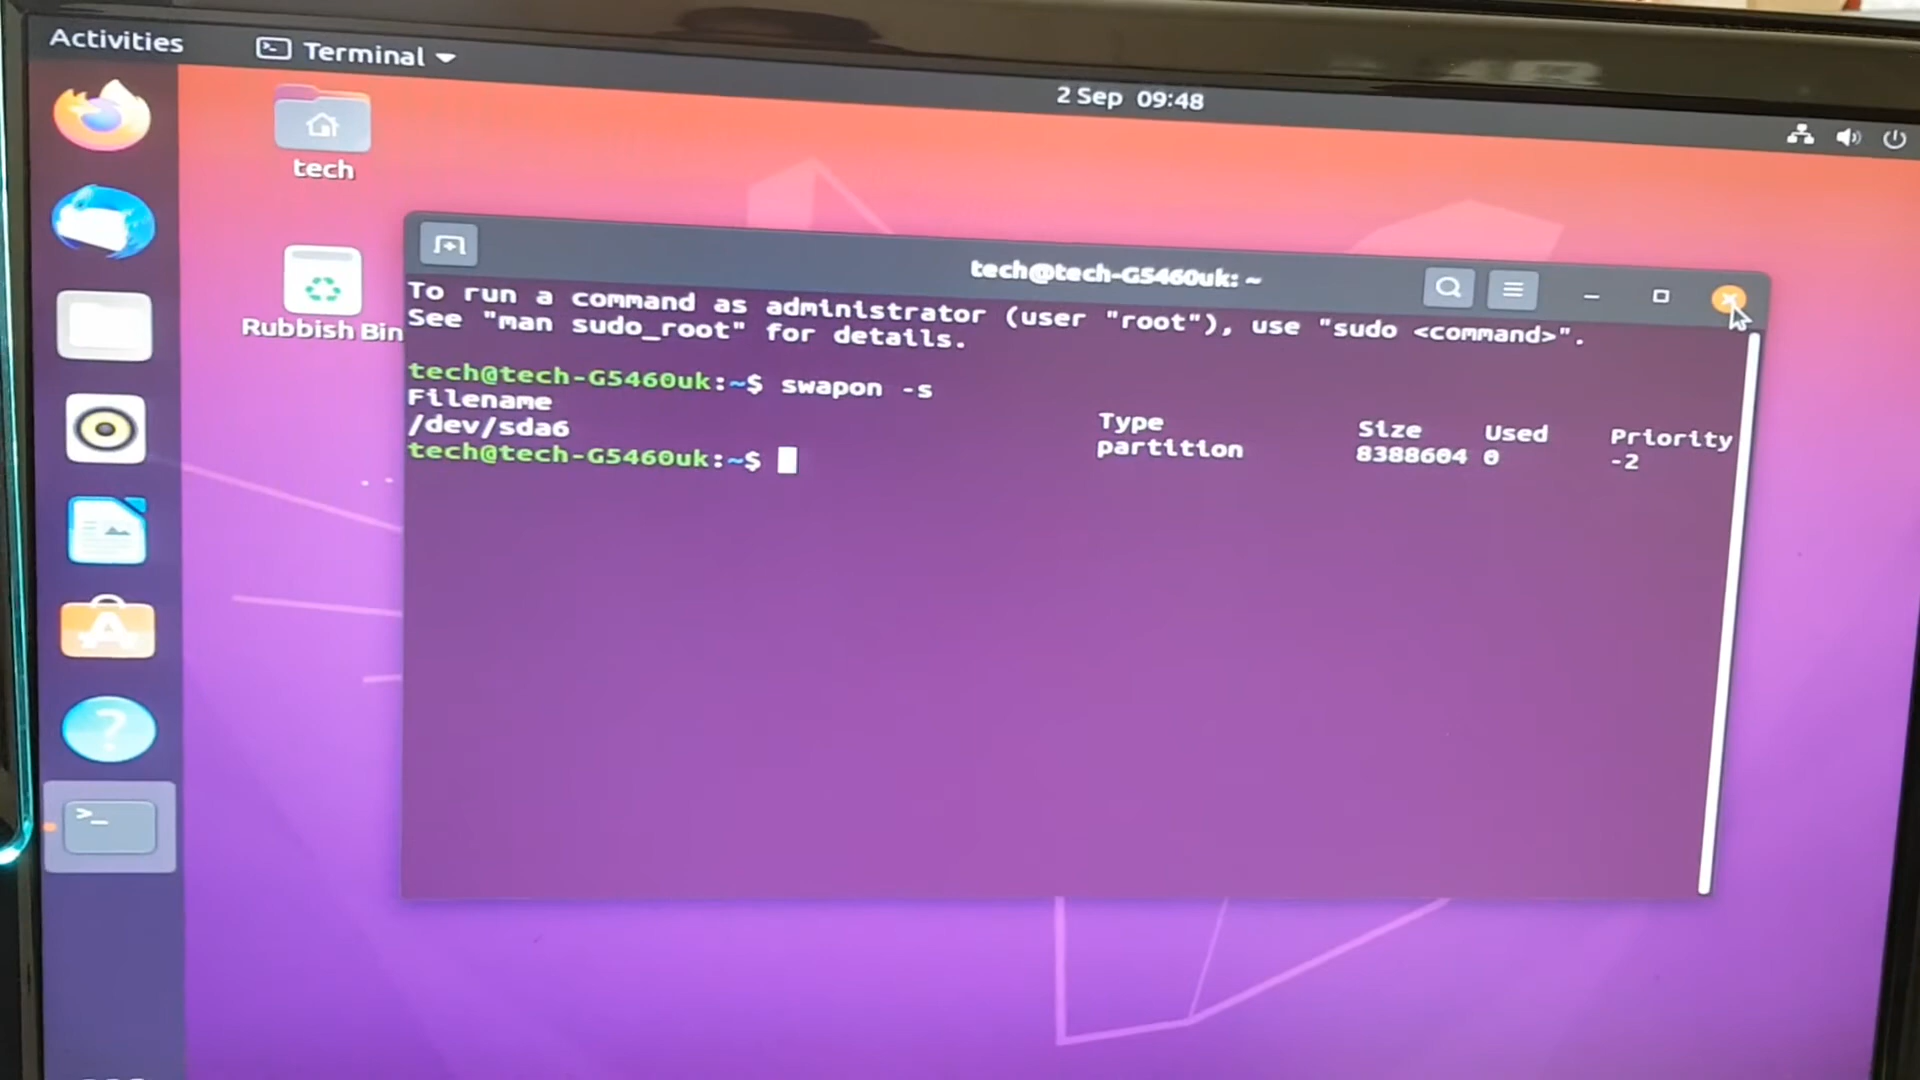 Activities
Terminal
2 Sep 09:48
tech
Rubbish Bin
tech@tech-G5460uk: ~
To run a command as administrator (user "root"), use "sudo <command>".
See "man sudo_root" for details.
tech@tech-G5460uk:~$ swapon -s
Filename Type Size Used Priority
/dev/sda6 partition 8388604 0 -2
tech@tech-G5460uk:~$